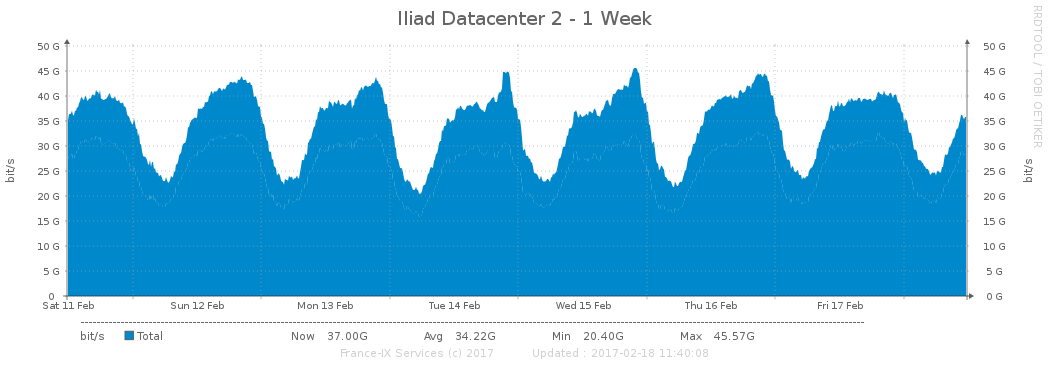 Iliad Datacenter 2 - 1 Week
RRDTOOL / TOBI OETIKER
50 G 50 G
45 G 45 G
40 G 40 G
35 G 35 G
30 G 30 G
25 G 25 G
20 G 20 G
15 G 15 G
10 G 10 G
5 G 5 G
0 0 G
bit/s bit/s
Sat 11 Feb Sun 12 Feb Mon 13 Feb Tue 14 Feb Wed 15 Feb Thu 16 Feb Fri 17 Feb
bit/s Total Now 37.00G Avg 34.22G Min 20.40G Max 45.57G
France-IX Services (c) 2017 Updated : 2017-02-18 11:40:08